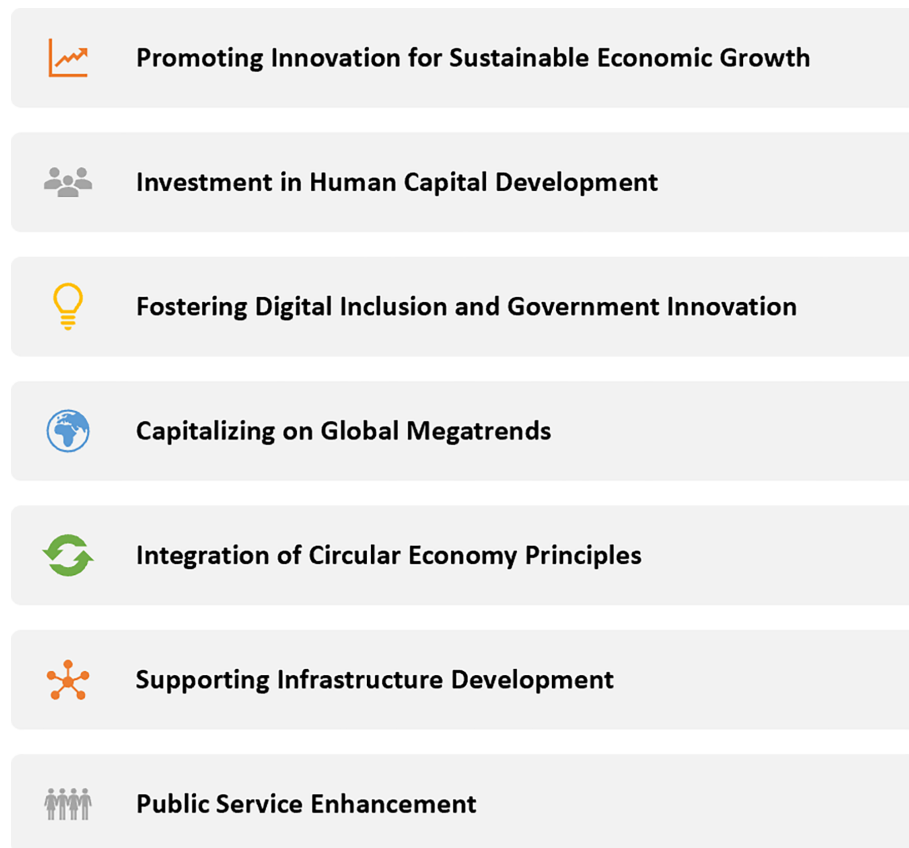 Promoting Innovation for Sustainable Economic Growth
Investment in Human Capital Development
Fostering Digital Inclusion and Government Innovation
Capitalizing on Global Megatrends
Integration of Circular Economy Principles
Supporting Infrastructure Development
Public Service Enhancement